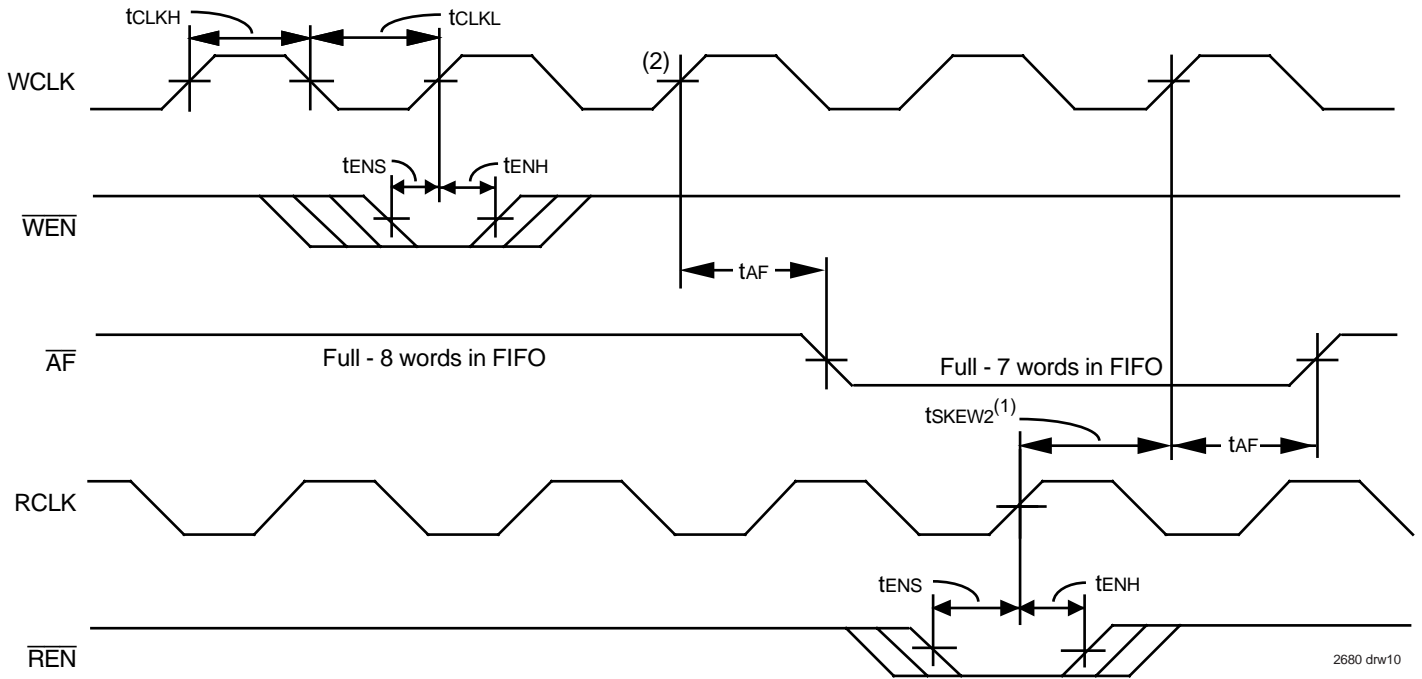 tCLKH
tCLKL
WCLK
(2)
tENS
tENH
WEN
tAF
AF
Full - 8 words in FIFO
Full - 7 words in FIFO
tSKEW2(1)
tAF
RCLK
tENS
tENH
REN
2680 drw10